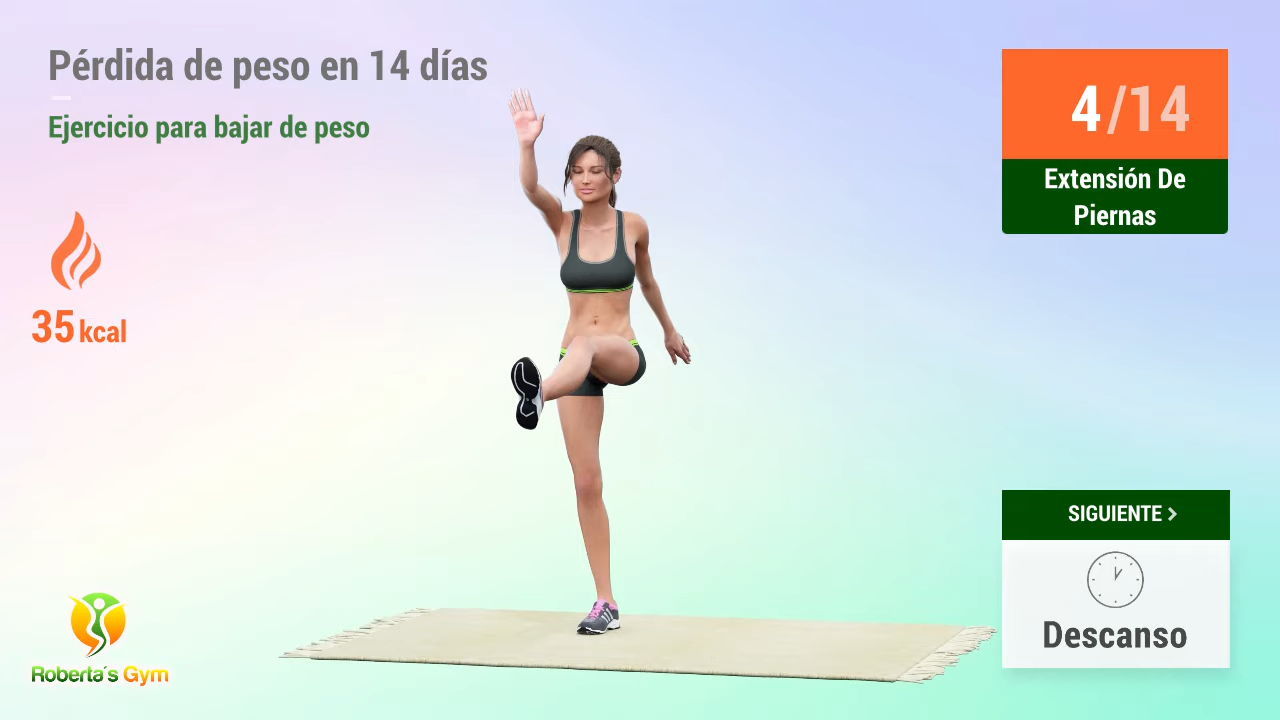 Pérdida de peso en 14 días
Ejercicio para bajar de peso
4/14
Extensión De
Piernas
35 kcal
SIGUIENTE >
Descanso
Roberta´s Gym